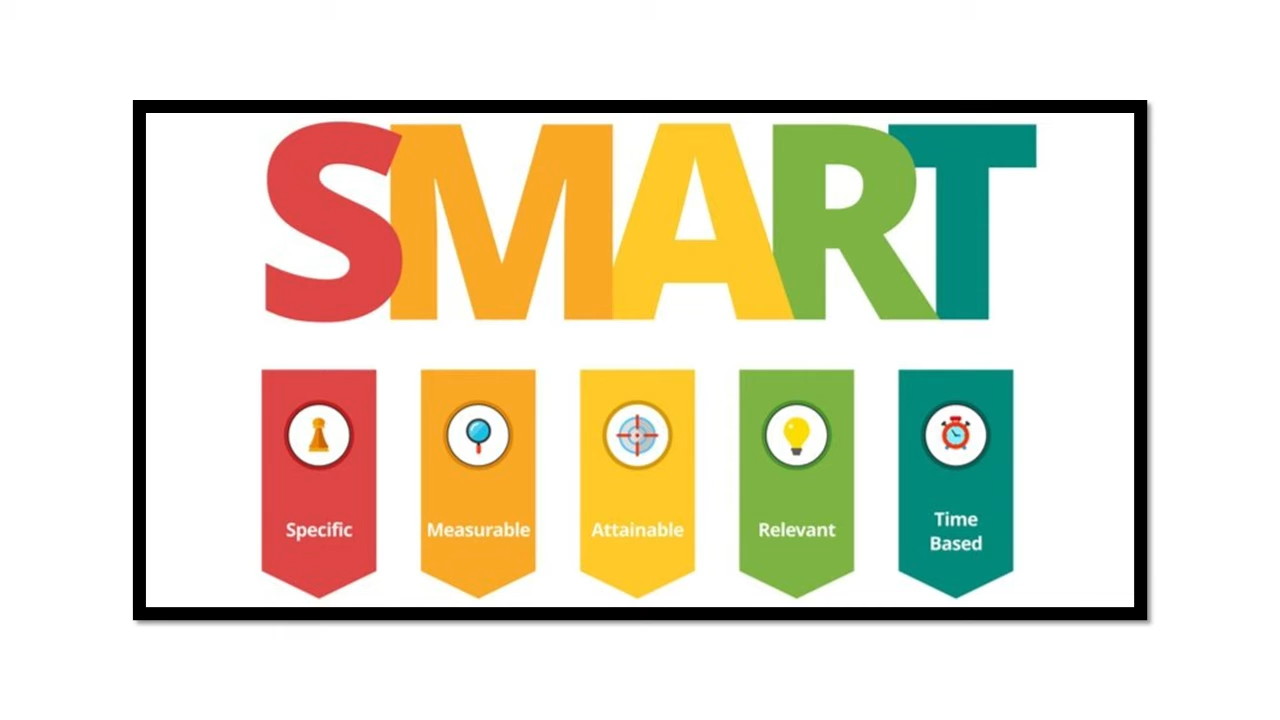 SMART
Specific
Measurable
Attainable
Relevant
Time
Based